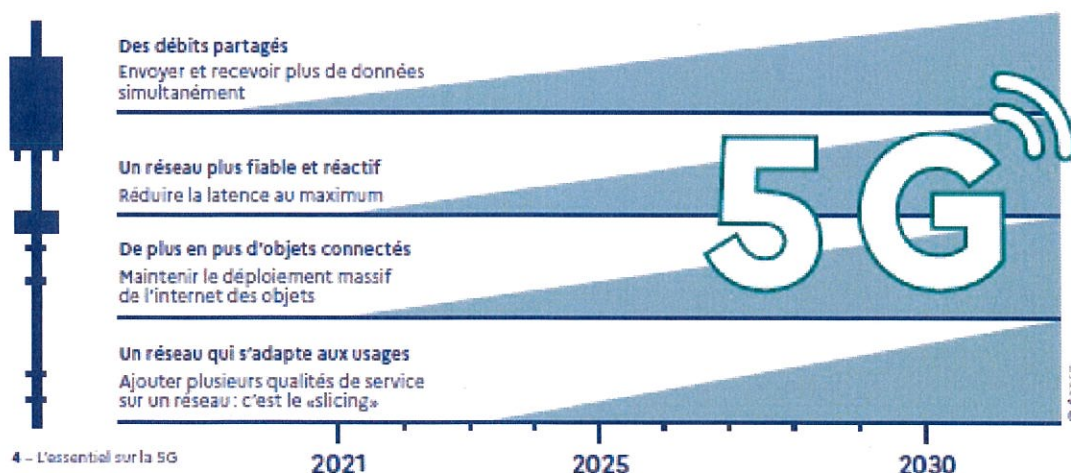 Des débits partagés
Envoyer et recevoir plus de données
simultanément
Un réseau plus fiable et réactif
Réduire la latence au maximum
De plus en pus d'objets connectés
Maintenir le déploiement massif
de l'internet des objets
Un réseau qui s'adapte aux usages
Ajouter plusieurs qualités de service
sur un réseau : c'est le «slicing»
5G
2021
2025
2030
4 – L'essentiel sur la 5G